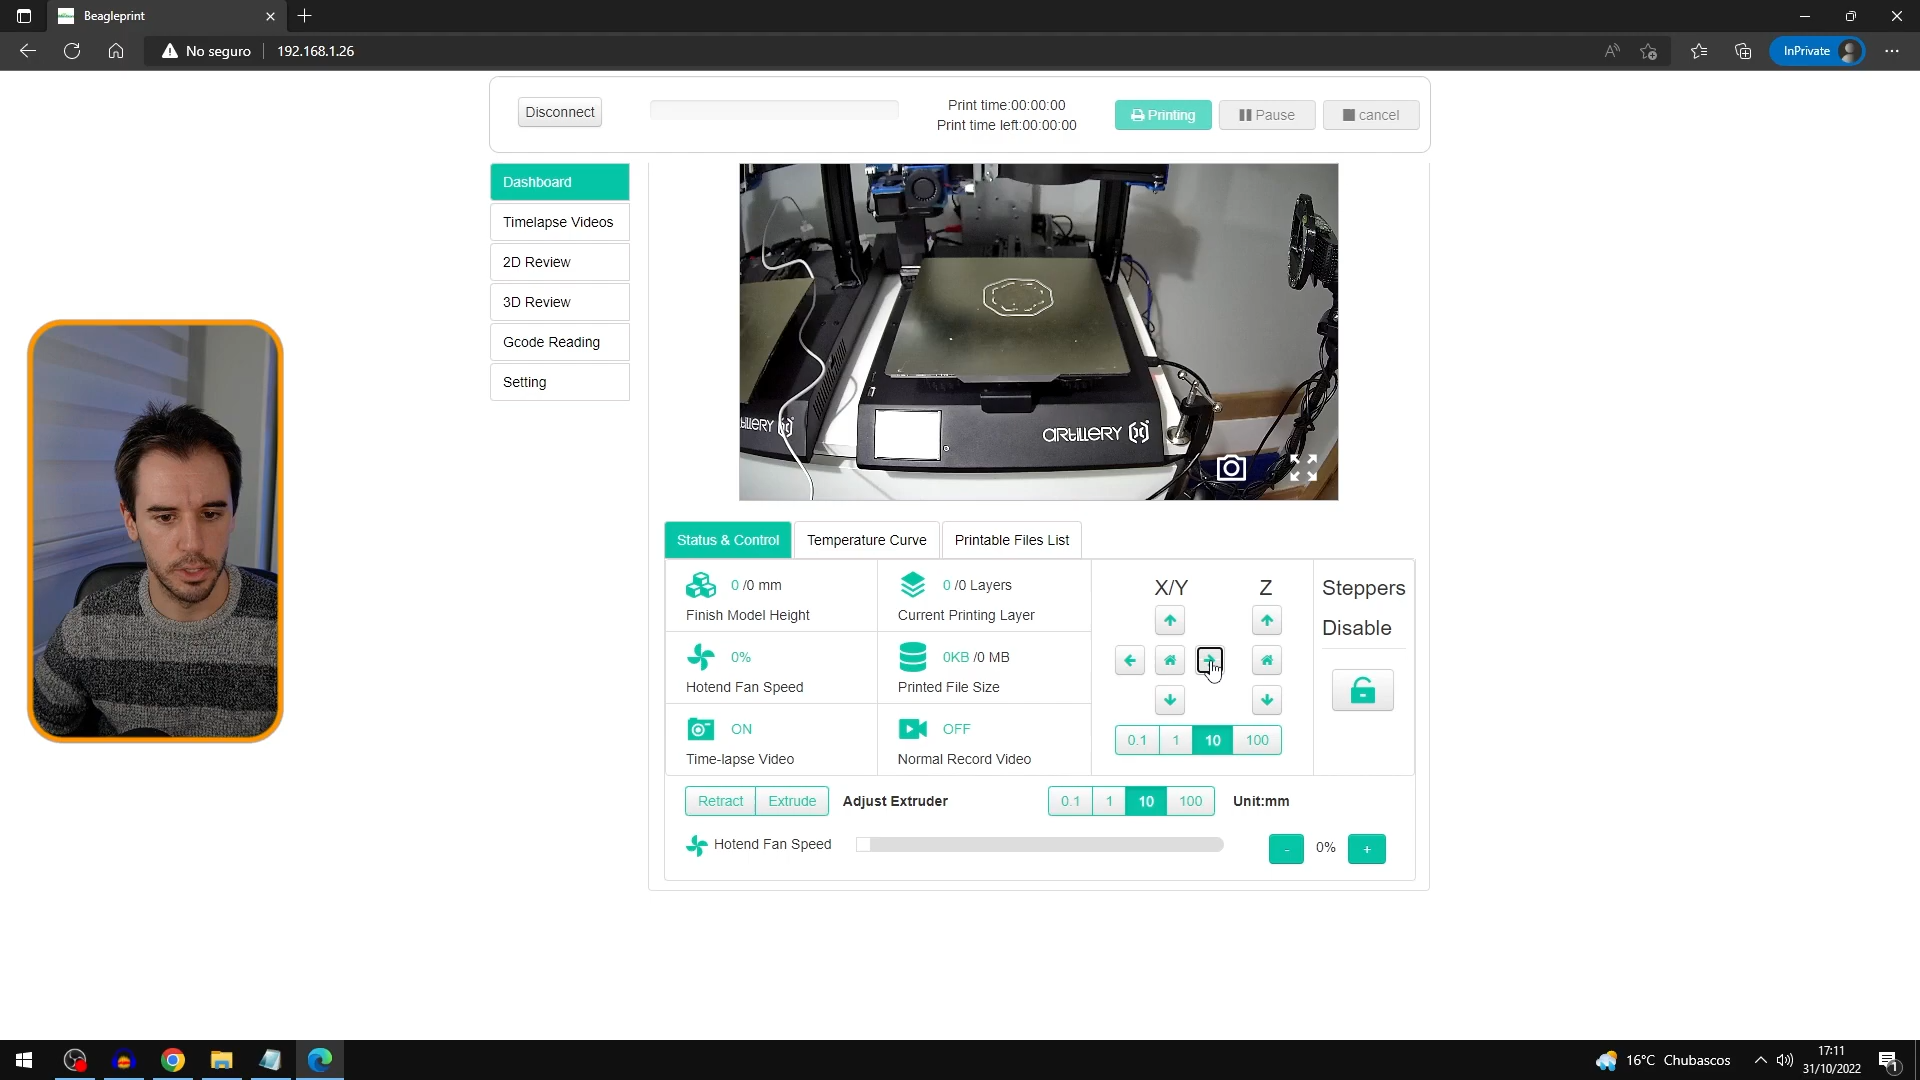 Beagleprint
No seguro
192.168.1.26
InPrivate
Disconnect
Print time:00:00:00
Print time left:00:00:00
Printing
Pause
cancel
Dashboard
Timelapse Videos
2D Review
3D Review
Gcode Reading
Setting
ARTILLERY
Status & Control
Temperature Curve
Printable Files List
0 /0 mm
Finish Model Height
0 /0 Layers
Current Printing Layer
0%
Hotend Fan Speed
0KB /0 MB
Printed File Size
ON
Time-lapse Video
OFF
Normal Record Video
X/Y
Z
0.1 1 10 100
Steppers
Disable
Retract Extrude Adjust Extruder
0.1 1 10 100 Unit:mm
Hotend Fan Speed
- 0% +
16°C Chubascos
17:11
31/10/2022
1